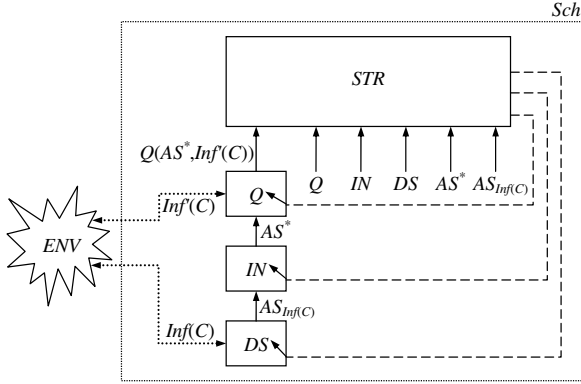 Sch
STR
Q(AS*,Inf'(C))
Q IN DS AS* AS_Inf(C)
Inf'(C)
Q
ENV
AS*
IN
AS_Inf(C)
Inf(C)
DS